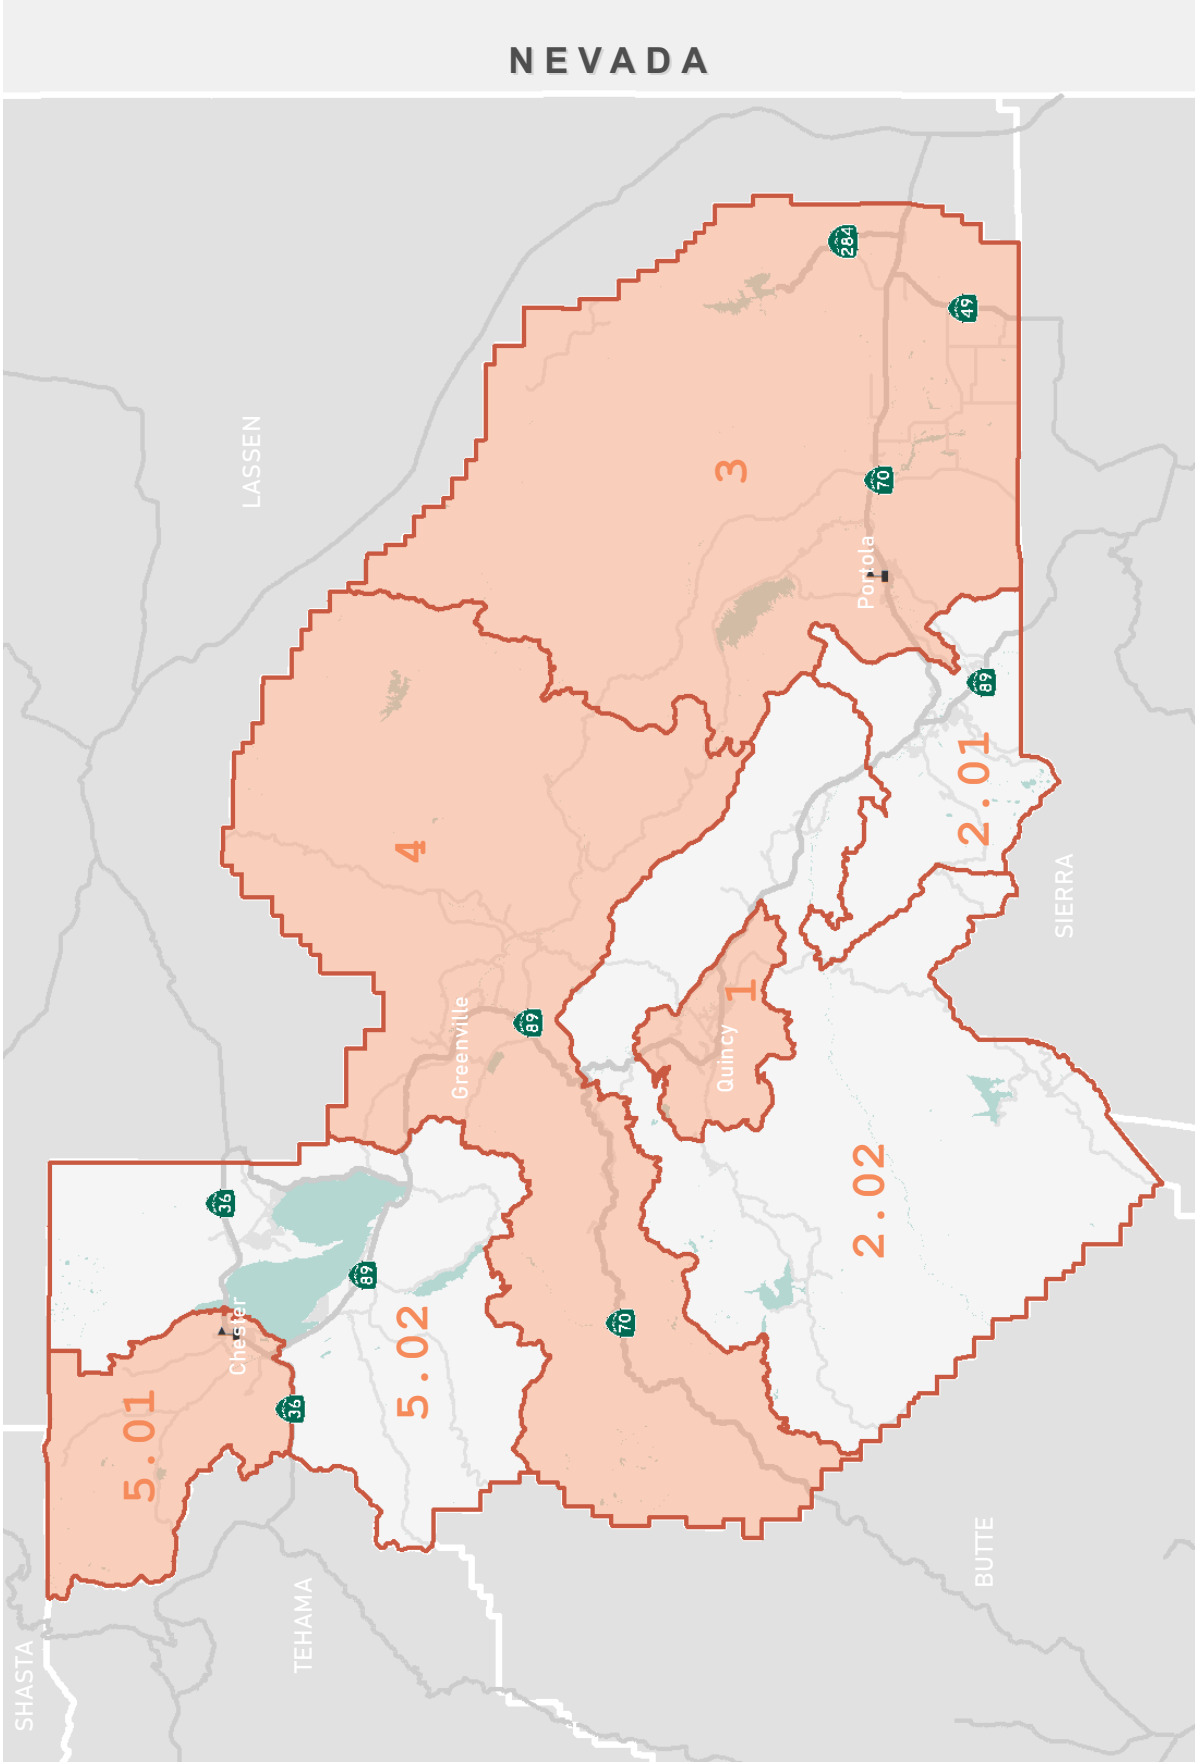 NEVADA
LASSEN
284
49
3
70
Portola
89
2.01
4
SIERRA
Greenville
89
1
Quincy
2.02
36
89
Chester
5.02
70
36
5.01
BUTTE
TEHAMA
SHASTA